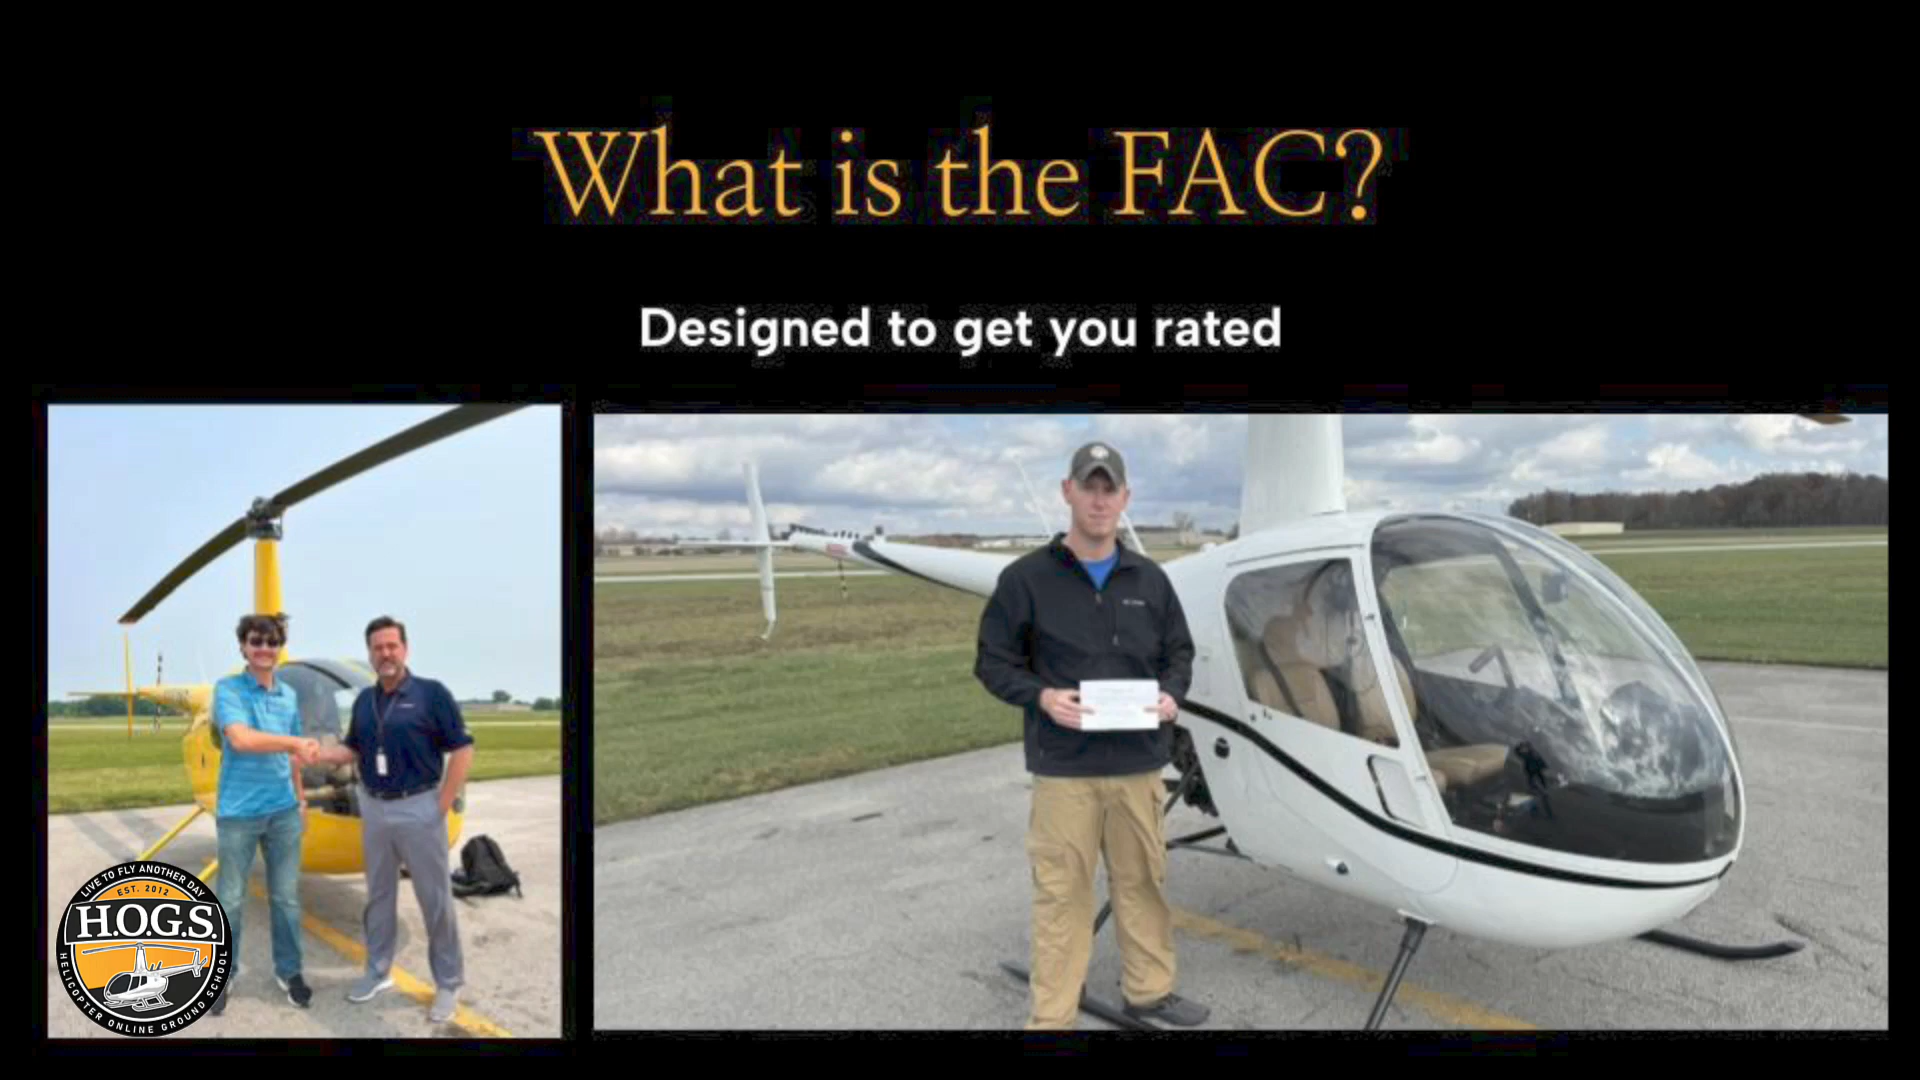 What is the FAC?
Designed to get you rated
LIVE TO FLY ANOTHER DAY
EST. 2012
H.O.G.S.
HELICOPTER ONLINE GROUND SCHOOL